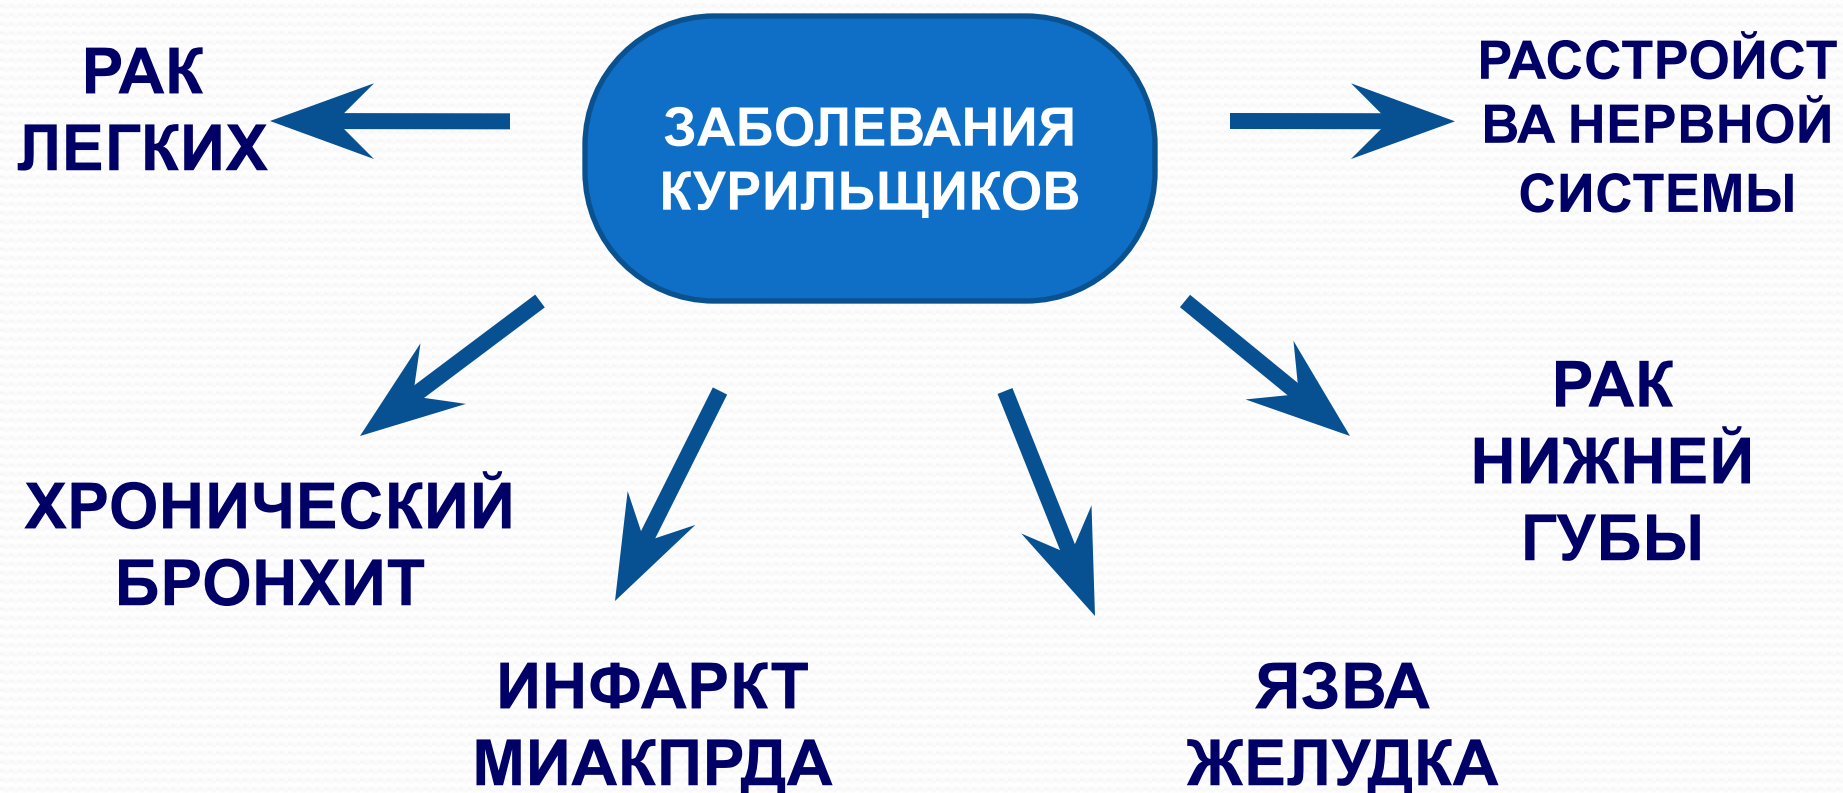 ЗАБОЛЕВАНИЯ
КУРИЛЬЩИКОВ
РАК
ЛЕГКИХ
РАССТРОЙСТ
ВА НЕРВНОЙ
СИСТЕМЫ
ХРОНИЧЕСКИЙ
БРОНХИТ
РАК
НИЖНЕЙ
ГУБЫ
ИНФАРКТ
МИАКПРДА
ЯЗВА
ЖЕЛУДКА